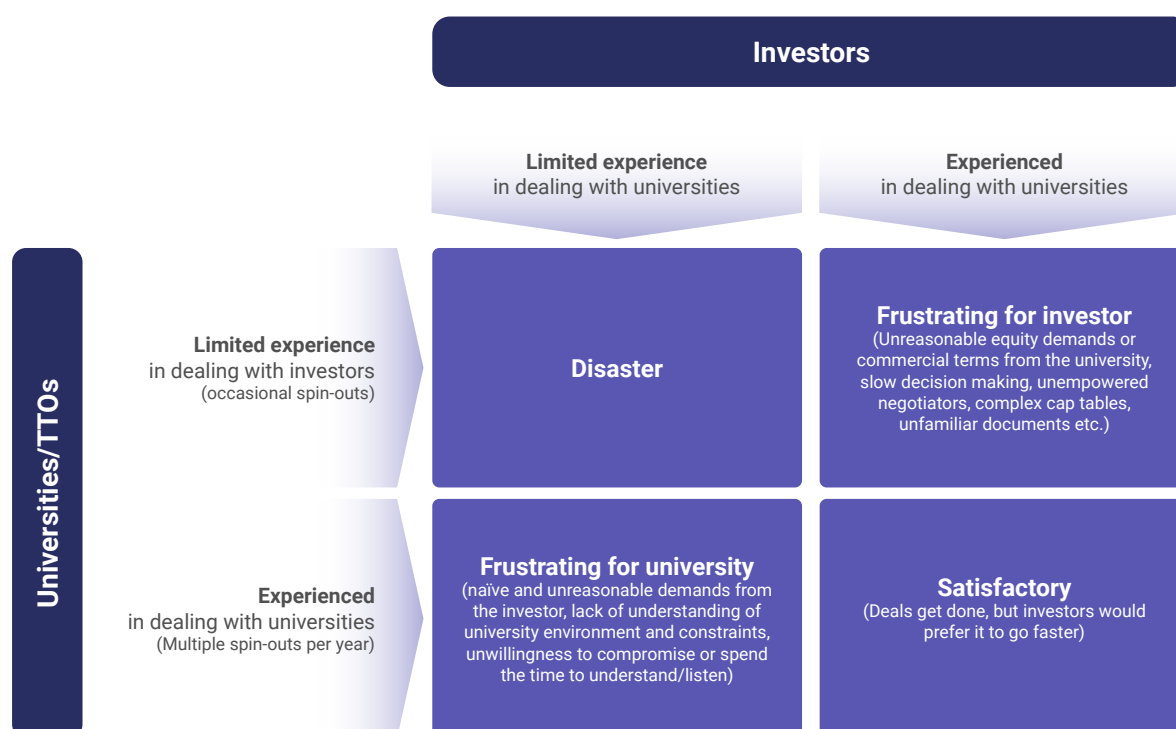 Investors
Limited experience
in dealing with universities
Experienced
in dealing with universities
Universities/TTOs
Limited experience
in dealing with investors
(occasional spin-outs)
Disaster
Frustrating for investor
(Unreasonable equity demands or
commercial terms from the university,
slow decision making, unempowered
negotiators, complex cap tables,
unfamiliar documents etc.)
Experienced
in dealing with universities
(Multiple spin-outs per year)
Frustrating for university
(naïve and unreasonable demands from
the investor, lack of understanding of
university environment and constraints,
unwillingness to compromise or spend
the time to understand/listen)
Satisfactory
(Deals get done, but investors would
prefer it to go faster)